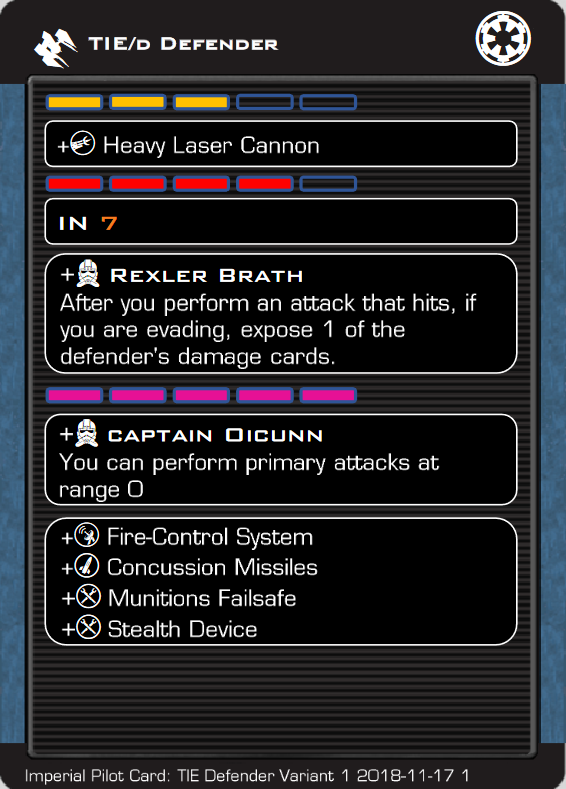 TIE/D DEFENDER
+ Heavy Laser Cannon
IN 7
+ REXLER BRATH
After you perform an attack that hits, if
you are evading, expose 1 of the
defender's damage cards.
+ CAPTAIN OICUNN
You can perform primary attacks at
range 0
+ Fire-Control System
+ Concussion Missiles
+ Munitions Failsafe
+ Stealth Device
Imperial Pilot Card: TIE Defender Variant 1 2018-11-17 1